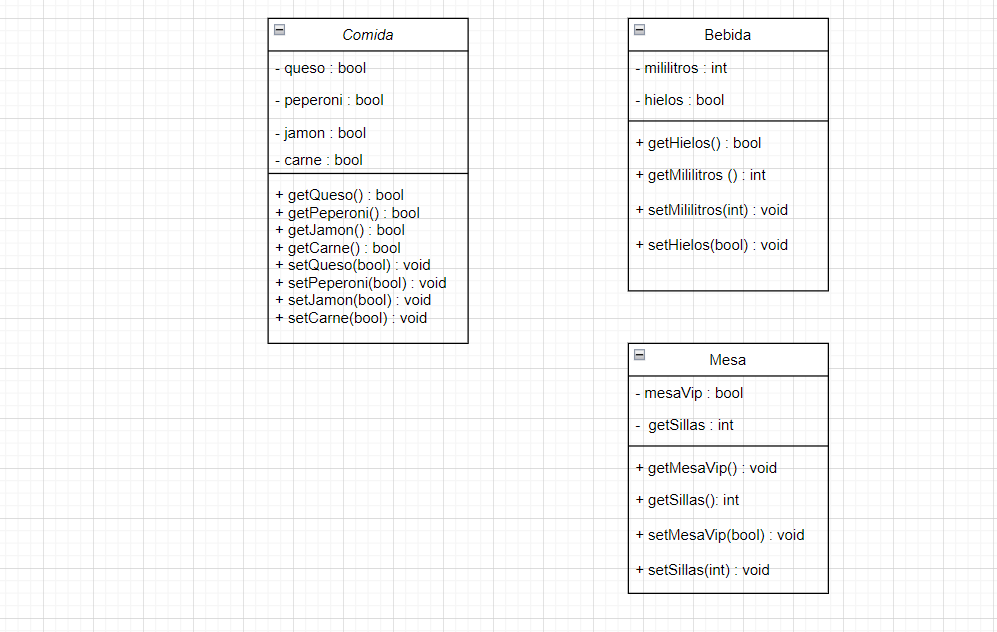 Comida
- queso : bool
- peperoni : bool
- jamon : bool
- carne : bool
+ getQueso() : bool
+ getPeperoni() : bool
+ getJamon() : bool
+ getCarne() : bool
+ setQueso(bool) : void
+ setPeperoni(bool) : void
+ setJamon(bool) : void
+ setCarne(bool) : void
Bebida
- mililitros : int
- hielos : bool
+ getHielos() : bool
+ getMililitros () : int
+ setMililitros(int) : void
+ setHielos(bool) : void
Mesa
- mesaVip : bool
- getSillas : int
+ getMesaVip() : void
+ getSillas(): int
+ setMesaVip(bool) : void
+ setSillas(int) : void